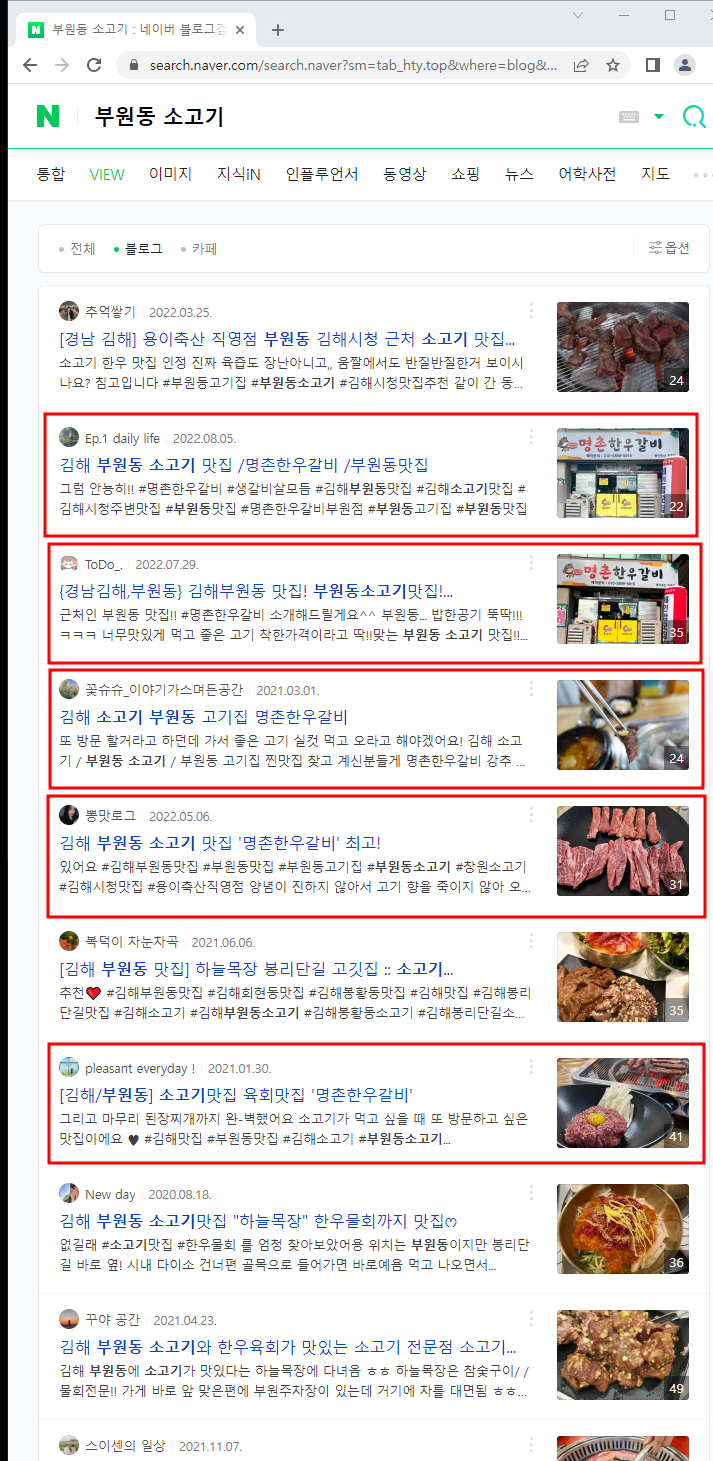 부원동 소고기 : 네이버 블로그검
search.naver.com/search.naver?sm=tab_hty.top&where=blog&...
N 부원동 소고기
통합 VIEW 이미지 지식iN 인플루언서 동영상 쇼핑 뉴스 어학사전 지도
전체 블로그 카페 옵션
추억쌓기 2022.03.25.
[경남 김해] 용이축산 직영점 부원동 김해시청 근처 소고기 맛집...
소고기 한우 맛집 인정 진짜 육즙도 장난아니고,, 움짤에서도 반질반질한거 보이시
나요? 침고입니다 #부원동고기집 #부원동소고기 #김해시청맛집추천 같이 간 동...
24
Ep.1 daily life 2022.08.05.
김해 부원동 소고기 맛집 /명촌한우갈비 /부원동맛집
그럼 안농히!! #명촌한우갈비 #생갈비살모듬 #김해부원동맛집 #김해소고기맛집 #
김해시청주변맛집 #부원동맛집 #명촌한우갈비부원점 #부원동고기집 #부원동맛집
명촌한우갈비
22
ToDo_. 2022.07.29.
{경남김해,부원동} 김해부원동 맛집! 부원동소고기맛집!...
근처인 부원동 맛집!! #명촌한우갈비 소개해드릴게요^^ 부원동... 밥한공기 뚝딱!!!
ㅋㅋㅋ 너무맛있게 먹고 좋은 고기 착한가격이라고 딱!!맞는 부원동 소고기 맛집!!...
명촌한우갈비
35
꽃슈슈_이야기가스며든공간 2021.03.01.
김해 소고기 부원동 고기집 명촌한우갈비
또 방문 할거라고 하던데 가서 좋은 고기 실컷 먹고 오라고 해야겠어요! 김해 소고
기 / 부원동 소고기 / 부원동 고기집 찐맛집 찾고 계신분들게 명촌한우갈비 강추 ...
24
뽕맛로그 2022.05.06.
김해 부원동 소고기 맛집 '명촌한우갈비' 최고!
있어요 #김해부원동맛집 #부원동맛집 #부원동고기집 #부원동소고기 #창원소고기
#김해시청맛집 #용이축산직영점 양념이 진하지 않아서 고기 향을 죽이지 않아 오...
31
복덕이 차눈차곡 2021.06.06.
[김해 부원동 맛집] 하늘목장 봉리단길 고깃집 :: 소고기...
추천❤ #김해부원동맛집 #김해회현동맛집 #김해봉황동맛집 #김해맛집 #김해봉리
단길맛집 #김해소고기 #김해부원동소고기 #김해봉황동소고기 #김해봉리단길소...
35
pleasant everyday ! 2021.01.30.
[김해/부원동] 소고기맛집 육회맛집 '명촌한우갈비'
그리고 마무리 된장찌개까지 완-벽했어요 소고기가 먹고 싶을 때 또 방문하고 싶은
맛집이에요 ♥ #김해맛집 #부원동맛집 #김해소고기 #부원동소고기...
41
New day 2020.08.18.
김해 부원동 소고기맛집 "하늘목장" 한우물회까지 맛집ෆ
없길래 #소고기맛집 #한우물회 를 엄청 찾아보았어용 위치는 부원동이지만 봉리단
길 바로 옆! 시내 다이소 건너편 골목으로 들어가면 바로예음 먹고 나오면서...
36
꾸야 공간 2021.04.23.
김해 부원동 소고기와 한우육회가 맛있는 소고기 전문점 소고기...
김해 부원동에 소고기가 맛있다는 하늘목장에 다녀옴 ㅎㅎ 하늘목장은 참숯구이/ /
물회전문!! 가게 바로 앞 맞은편에 부원주차장이 있는데 거기에 차를 대면됨 ㅎㅎ...
49
스이센의 일상 2021.11.07.